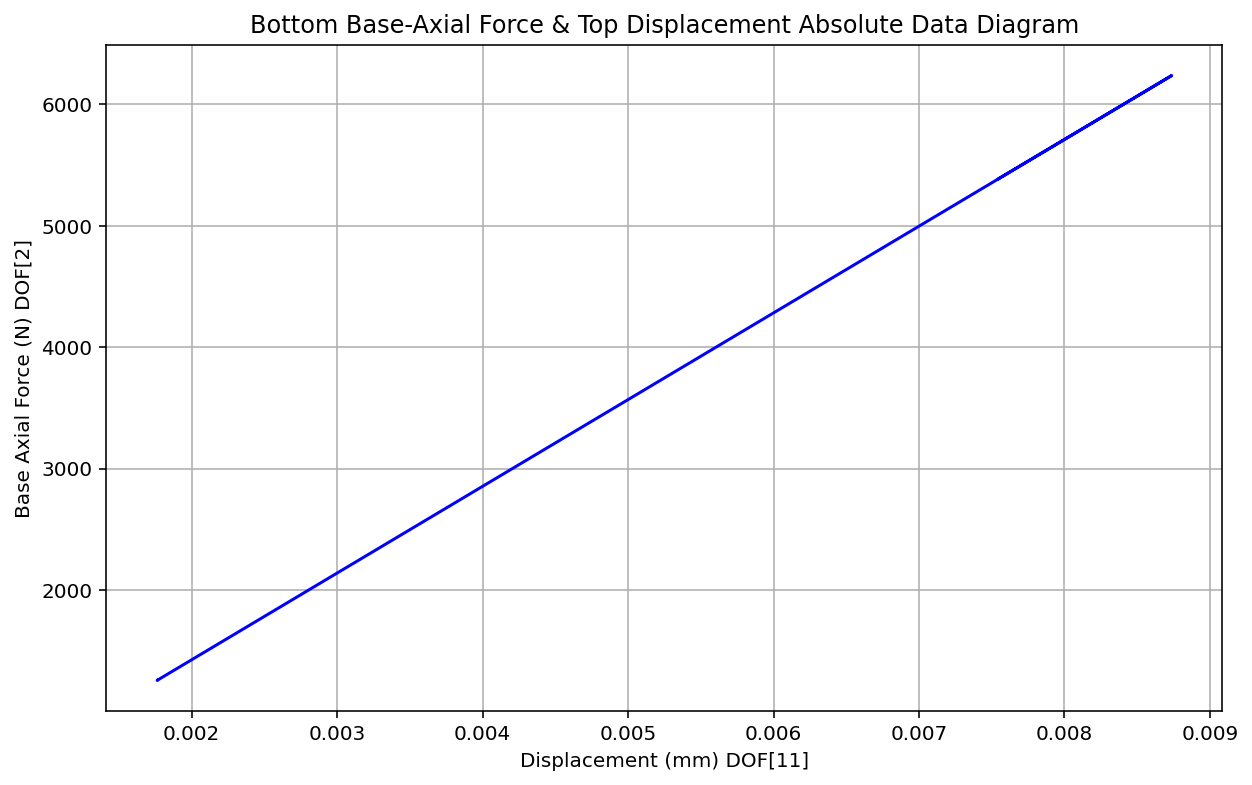 Bottom Base-Axial Force & Top Displacement Absolute Data Diagram
6000
5000
4000
3000
2000
Base Axial Force (N) DOF[2]
0.002 0.003 0.004 0.005 0.006 0.007 0.008 0.009
Displacement (mm) DOF[11]